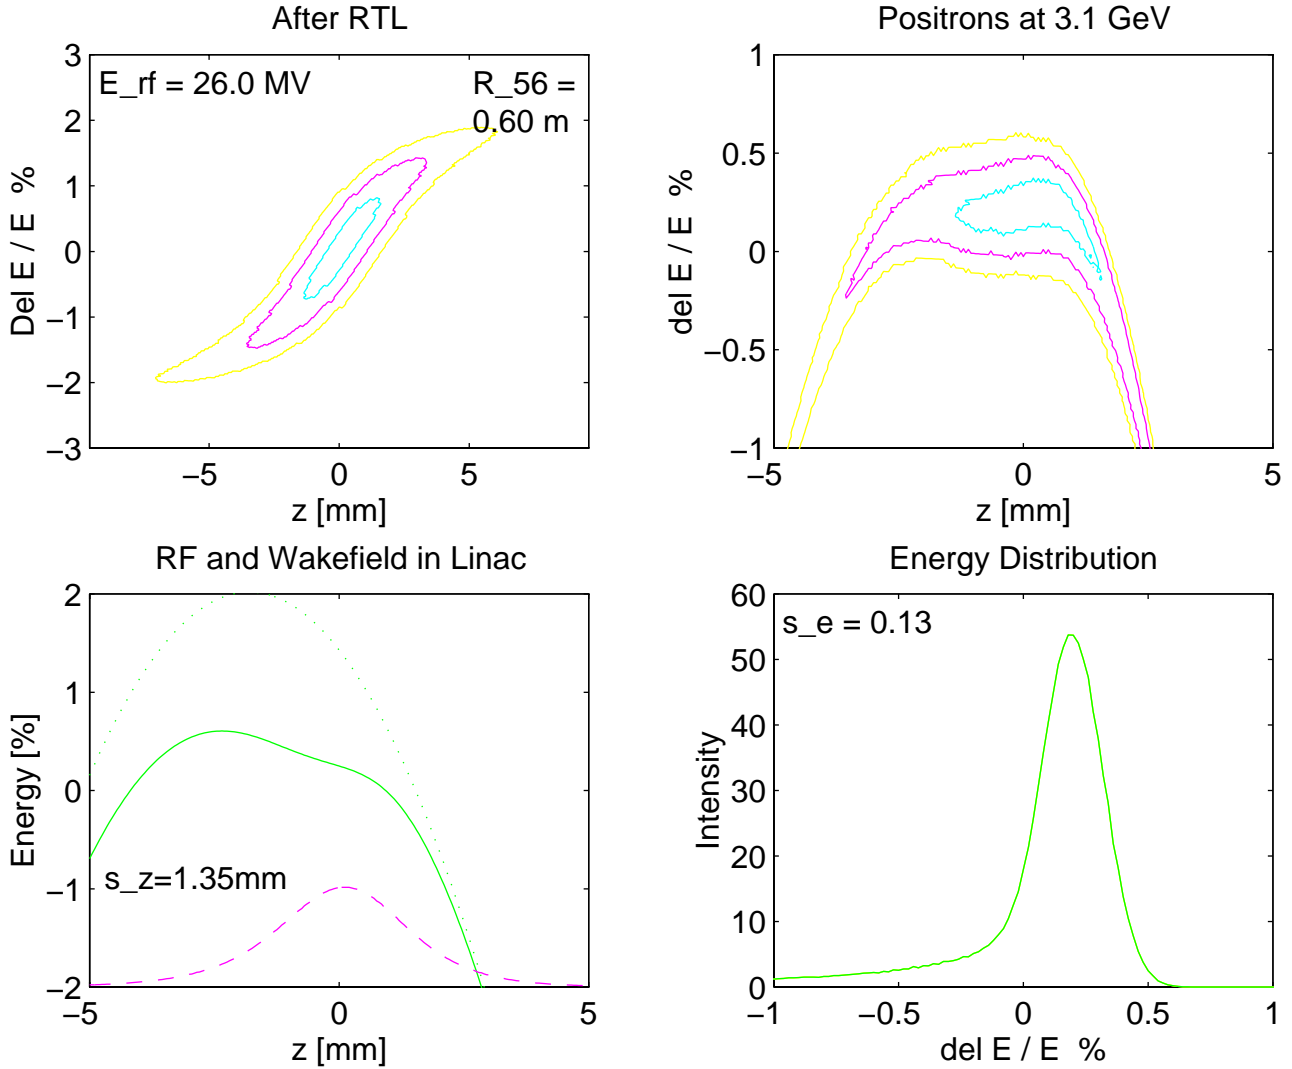 After RTL
E_rf = 26.0 MV
R_56 =
0.60 m
3
2
1
0
−1
−2
−3
Del E / E %
−5
0
5
z [mm]
Positrons at 3.1 GeV
1
0.5
0
−0.5
−1
del E / E %
−5
0
5
z [mm]
RF and Wakefield in Linac
2
1
0
−1
−2
Energy [%]
s_z=1.35mm
−5
0
5
z [mm]
Energy Distribution
s_e = 0.13
60
50
40
30
20
10
0
Intensity
−1
−0.5
0
0.5
1
del E / E %